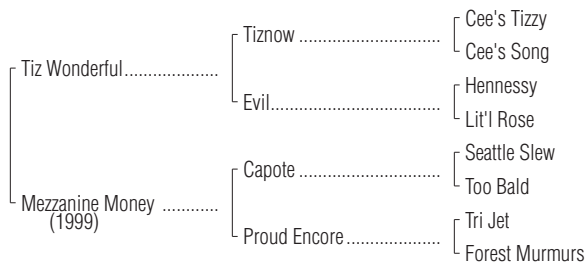 Cee's Tizzy
Tiznow ........................................
Cee's Song
Tiz Wonderful.....................
Hennessy
Evil.................................................
Lit'l Rose
Seattle Slew
Capote ........................................
Too Bald
Mezzanine Money ............
(1999)
Tri Jet
Proud Encore...........................
Forest Murmurs